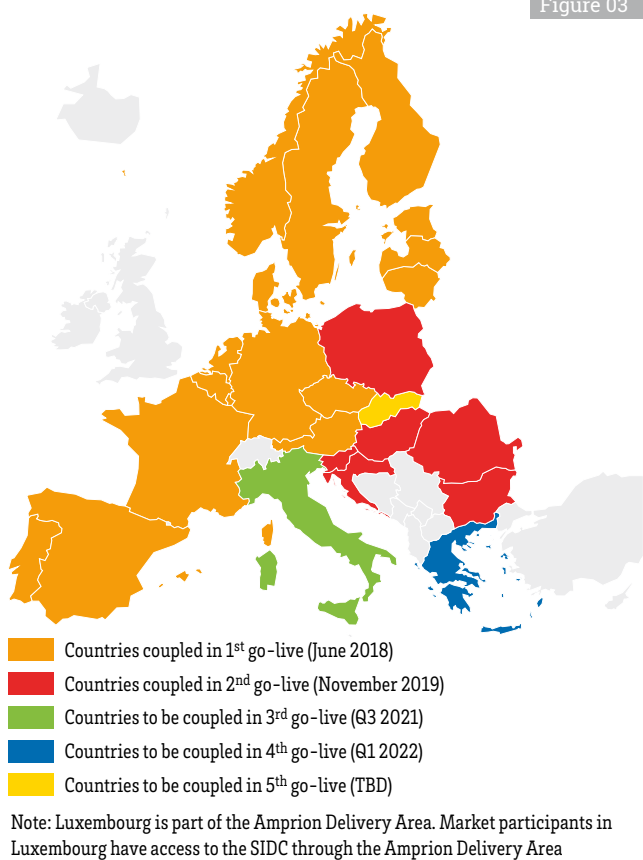 Figure 03
Countries coupled in 1st go-live (June 2018)
Countries coupled in 2nd go-live (November 2019)
Countries to be coupled in 3rd go-live (Q3 2021)
Countries to be coupled in 4th go-live (Q1 2022)
Countries to be coupled in 5th go-live (TBD)
Note: Luxembourg is part of the Amprion Delivery Area. Market participants in
Luxembourg have access to the SIDC through the Amprion Delivery Area